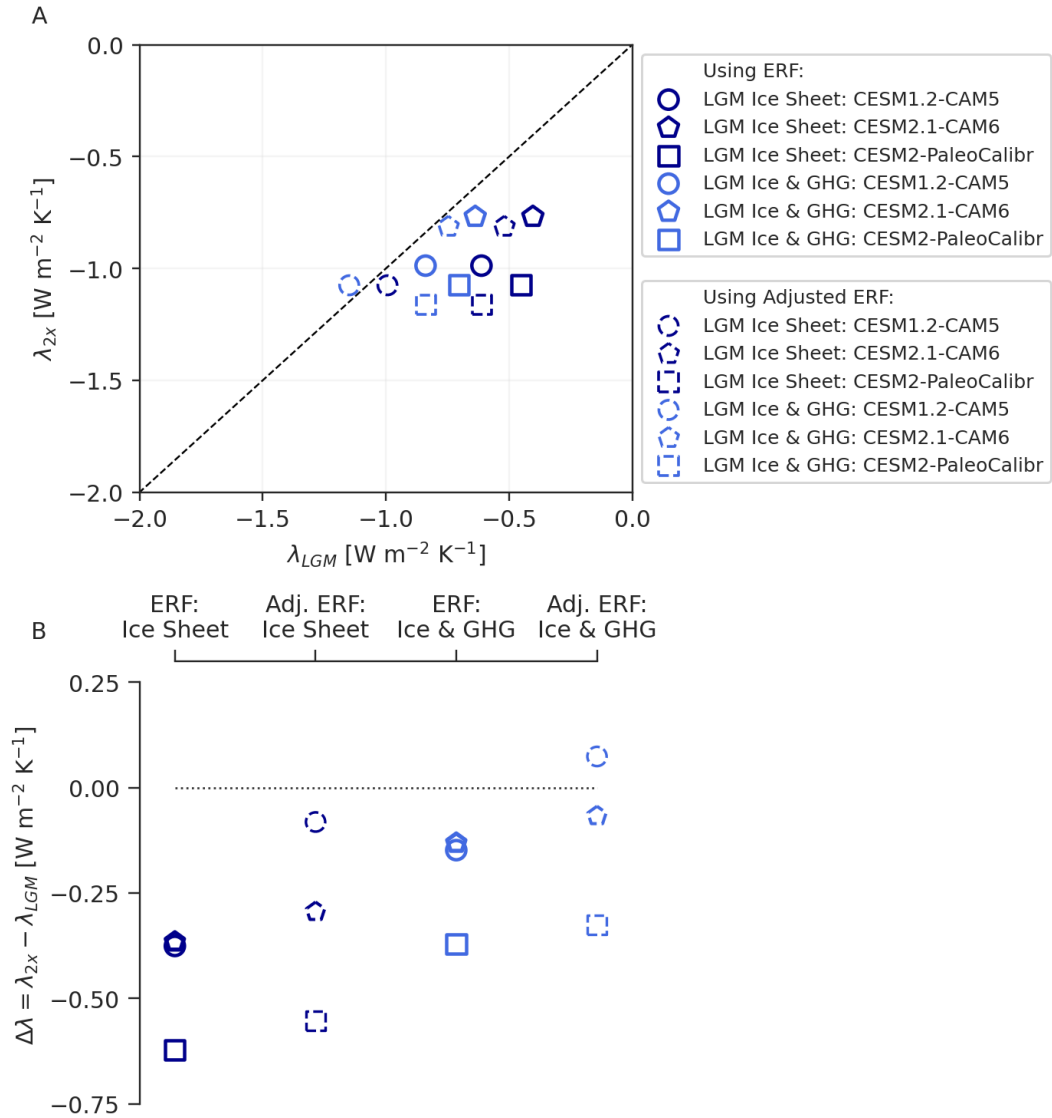 A
0.0
−0.5
−1.0
−1.5
−2.0
λ2x [W m−2 K−1]
−2.0 −1.5 −1.0 −0.5 0.0
λLGM [W m−2 K−1]
Using ERF:
LGM Ice Sheet: CESM1.2-CAM5
LGM Ice Sheet: CESM2.1-CAM6
LGM Ice Sheet: CESM2-PaleoCalibr
LGM Ice & GHG: CESM1.2-CAM5
LGM Ice & GHG: CESM2.1-CAM6
LGM Ice & GHG: CESM2-PaleoCalibr
Using Adjusted ERF:
LGM Ice Sheet: CESM1.2-CAM5
LGM Ice Sheet: CESM2.1-CAM6
LGM Ice Sheet: CESM2-PaleoCalibr
LGM Ice & GHG: CESM1.2-CAM5
LGM Ice & GHG: CESM2.1-CAM6
LGM Ice & GHG: CESM2-PaleoCalibr
B
ERF: Adj. ERF: ERF: Adj. ERF:
Ice Sheet Ice Sheet Ice & GHG Ice & GHG
0.25
0.00
−0.25
−0.50
−0.75
Δλ = λ2x − λLGM [W m−2 K−1]